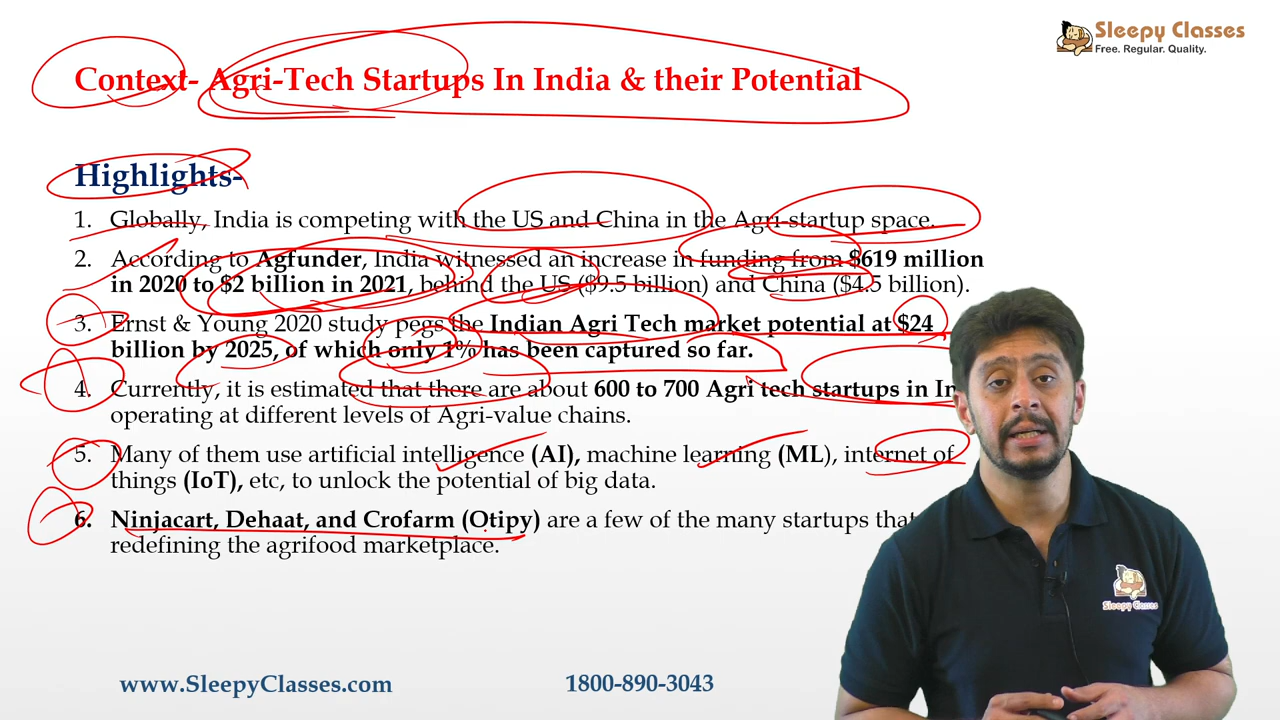 Sleepy Classes
Free. Regular. Quality.
Context- Agri-Tech Startups In India & their Potential
Highlights-
1. Globally, India is competing with the US and China in the Agri-startup space.
2. According to Agfunder, India witnessed an increase in funding from $619 million
in 2020 to $2 billion in 2021, behind the US ($9.5 billion) and China ($4.5 billion).
3. Ernst & Young 2020 study pegs the Indian Agri Tech market potential at $24
billion by 2025, of which only 1% has been captured so far.
4. Currently, it is estimated that there are about 600 to 700 Agri tech startups in In
operating at different levels of Agri-value chains.
5. Many of them use artificial intelligence (AI), machine learning (ML), internet of
things (IoT), etc, to unlock the potential of big data.
6. Ninjacart, Dehaat, and Crofarm (Otipy) are a few of the many startups that
redefining the agrifood marketplace.
Sleepy Classes
www.SleepyClasses.com
1800-890-3043